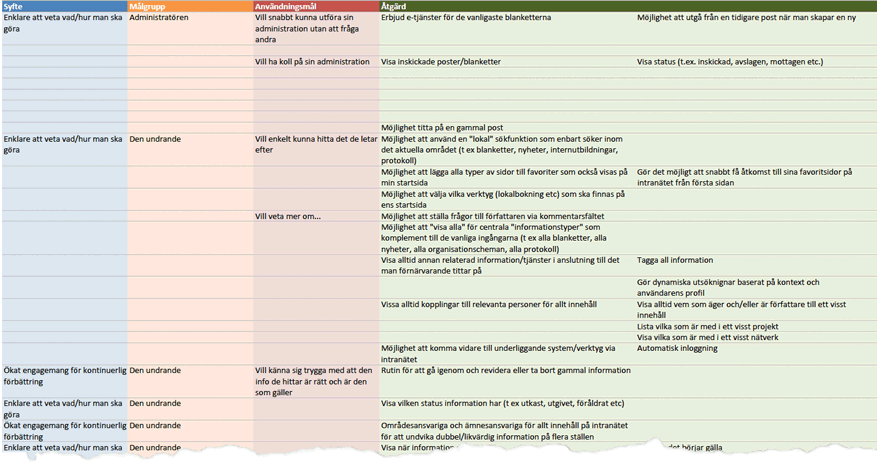 Syfte Målgrupp Användningsmål Åtgärd
Enklare att veta vad/hur man ska Administratören Vill snabbt kunna utföra sin Erbjud e-tjänster för de vanligaste blanketterna Möjlighet att utgå från en tidigare post när man skapar en ny
göra administration utan att fråga
andra
Vill ha koll på sin administration Visa inskickade poster/blanketter Visa status (t.ex. inskickad, avslagen, mottagen etc.)
Möjlighet titta på en gammal post
Enklare att veta vad/hur man ska Den undrande Vill enkelt kunna hitta det de letar Möjlighet att använd en "lokal" sökfunktion som enbart söker inom
göra efter det aktuella området (t ex blanketter, nyheter, internutbildningar,
protokoll)
Möjlighet att lägga alla typer av sidor till favoriter som också visas på Gör det möjligt att snabbt få åtkomst till sina favoritsidor på
min startsida intranätet från första sidan
Möjlighet att välja vilka verktyg (lokalbokning etc) som ska finnas på
ens startsida
Vill veta mer om... Möjlighet att ställa frågor till författaren via kommentarsfältet
Möjlighet att "visa alla" för centrala "informationstyper" som
komplement till de vanliga ingångarna (t ex alla blanketter, alla
nyheter, alla organisationscheman, alla protokoll)
Visa alltid annan relaterad information/tjänster i anslutning till det Tagga all information
man förnärvarande tittar på
Gör dynamiska utsöknignar baserat på kontext och
användarens profil
Visa alltid kopplingar till relevanta personer för allt innehåll Visa alltid vem som äger och/eller är författare till ett visst
innehåll
Lista vilka som är med i ett visst projekt
Visa vilka som är med i ett visst nätverk
Möjlighet att komma vidare till underliggande system/verktyg via Automatisk inloggning
intranätet
Ökat engagemang för kontinuerlig Den undrande Vill känna sig trygga med att den Rutin för att gå igenom och revidera eller ta bort gammal information
förbättring info de hittar är rätt och är den
som gäller
Enklare att veta vad/hur man ska Den undrande Visa vilken status information har (t ex utkast, utgivet, föråldrat etc)
göra
Ökat engagemang för kontinuerlig Den undrande Områdesansvariga och ämnesansvariga för allt innehåll på intranätet
förbättring för att undvika dubbel/likvärdig information på flera ställen
Enklare att veta vad/hur man ska Den undrande Visa när information det börjar gälla